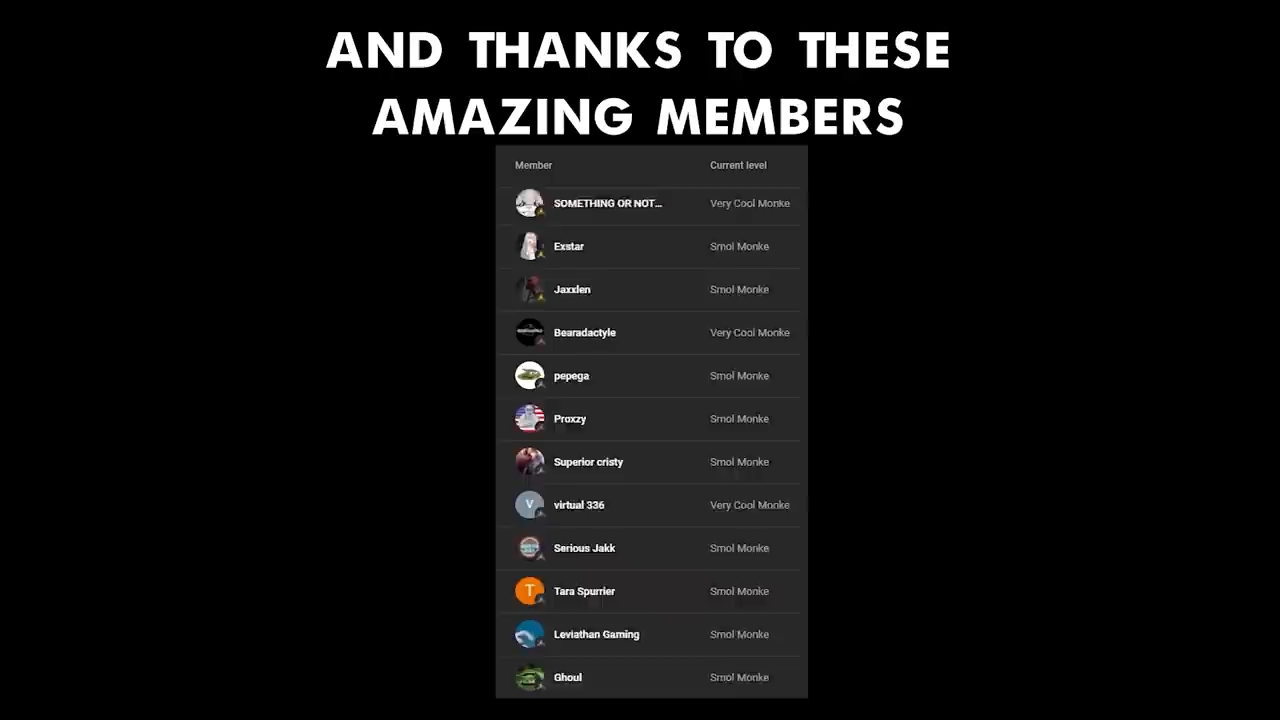 AND THANKS TO THESE
AMAZING MEMBERS
Member Current level
SOMETHING OR NOT... Very Cool Monke
Exstar Smol Monke
Jaxxlen Smol Monke
Bearadactyle Very Cool Monke
pepega Smol Monke
Proxzy Smol Monke
Superior cristy Smol Monke
V virtual 336 Very Cool Monke
Serious Jakk Smol Monke
T Tara Spurrier Smol Monke
Leviathan Gaming Smol Monke
Ghoul Smol Monke